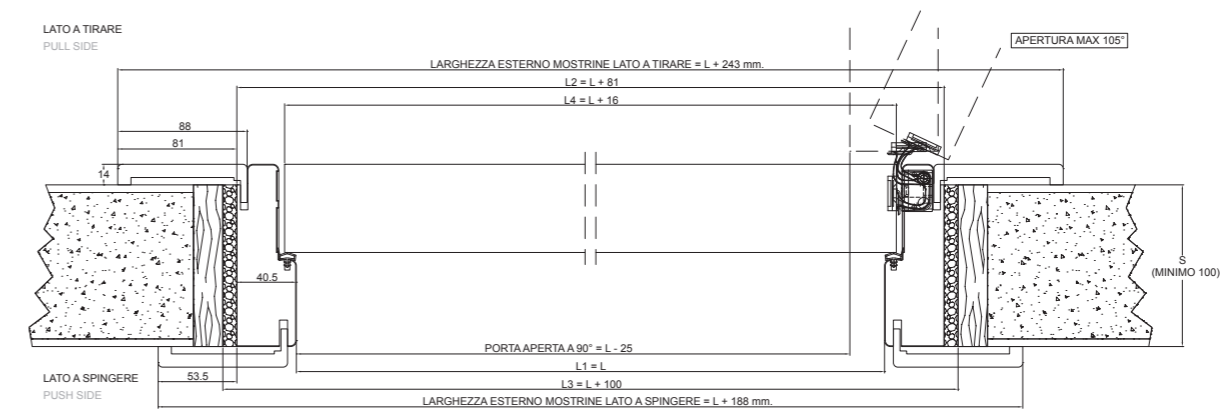 LATO A TIRARE
PULL SIDE
APERTURA MAX 105°
LARGHEZZA ESTERNO MOSTRINE LATO A TIRARE = L + 243 mm.
L2 = L + 81
L4 = L + 16
88
81
14
S
(MINIMO 100)
40.5
PORTA APERTA A 90° = L - 25
L1 = L
LATO A SPINGERE
PUSH SIDE
53.5
L3 = L + 100
LARGHEZZA ESTERNO MOSTRINE LATO A SPINGERE = L + 188 mm.